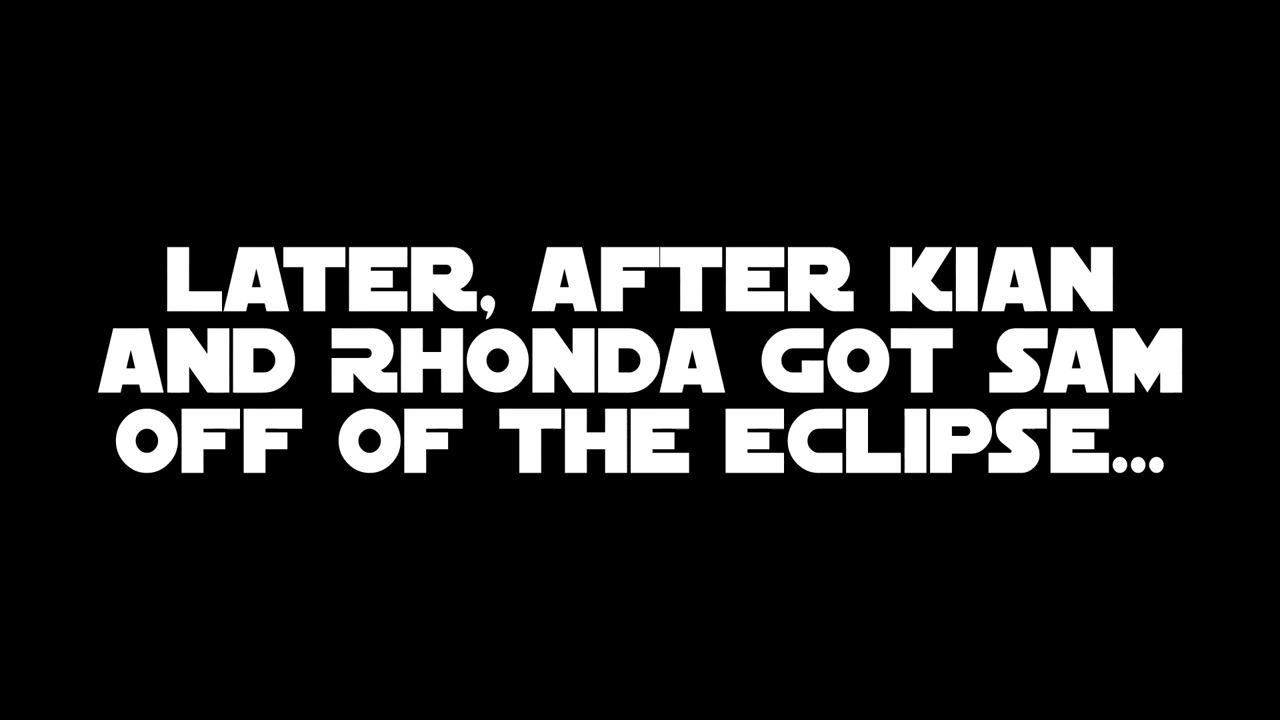 LATER, AFTER KIAN
AND RHONDA GOT SAM
OFF OF THE ECLIPSE...